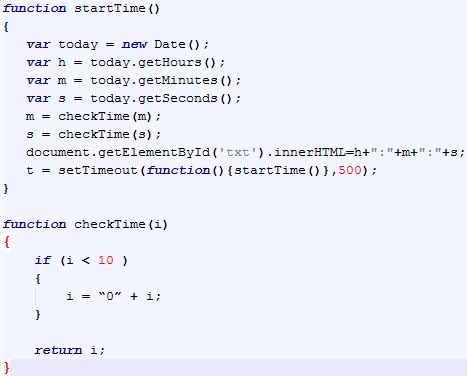 function startTime()
{
var today = new Date();
var h = today.getHours();
var m = today.getMinutes();
var s = today.getSeconds();
m = checkTime(m);
s = checkTime(s);
document.getElementById('txt').innerHTML=h+":"+m+":"+s;
t = setTimeout(function(){startTime()},500);
}
function checkTime(i)
{
if (i < 10 )
{
i = “0” + i;
}
return i;
}